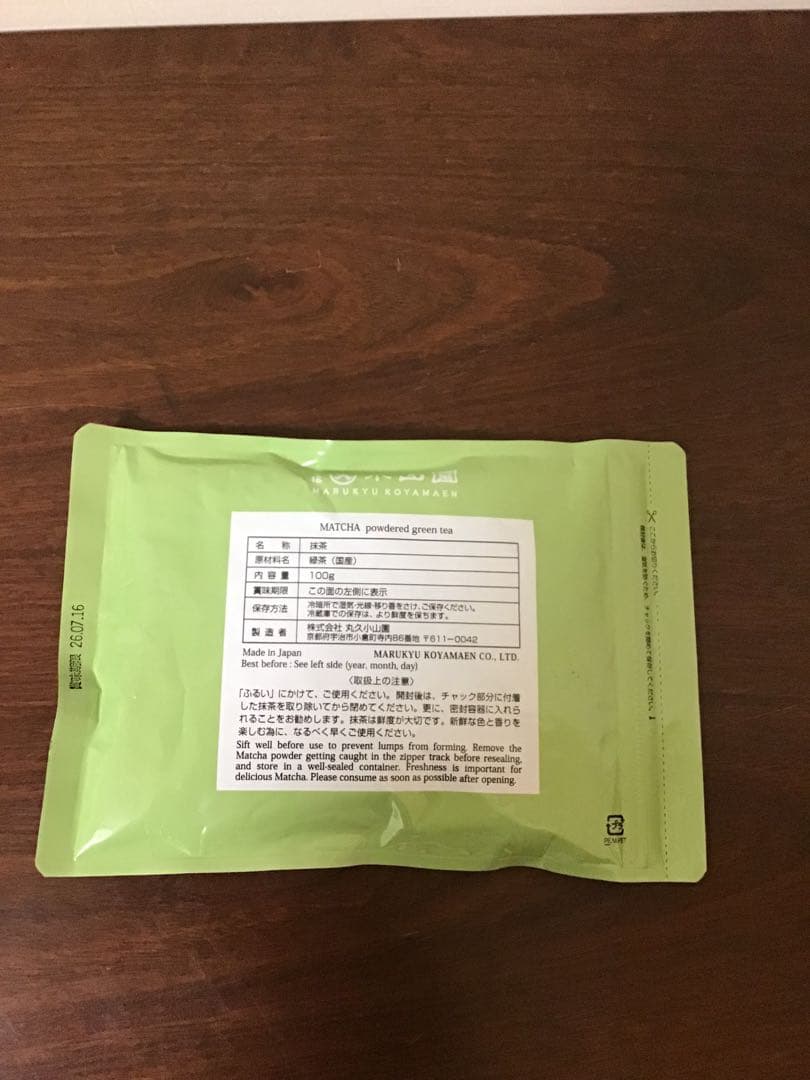 山園
MARUKYU KOYAMAEN
MATCHA powdered green tea
名 称 抹茶
原材料名 緑茶（国産）
内容量 100g
賞味期限 この面の左側に表示
保存方法 冷暗所で湿気・光線・移り香をさけ、ご保存ください。
冷蔵庫での保存は、より鮮度を保ちます。
製造者 株式会社 丸久小山園
京都府宇治市小倉町寺内86番地 〒611-0042
Made in Japan MARUKYU KOYAMAEN CO., LTD.
Best before : See left side (year, month, day)
〈取扱上の注意〉
「ふるい」にかけて、ご使用ください。開封後は、チャック部分に付着
した抹茶を取り除いてから閉めてください。更に、密封容器に入れら
れることをお勧めします。抹茶は鮮度が大切です。新鮮な色と香りを
楽しむ為に、なるべく早くご使用ください。
Sift well before use to prevent lumps from forming. Remove the
Matcha powder getting caught in the zipper track before resealing,
and store in a well-sealed container. Freshness is important for
delicious Matcha. Please consume as soon as possible after opening.
賞味期限 26.07.16
プラ
PE,M,PET